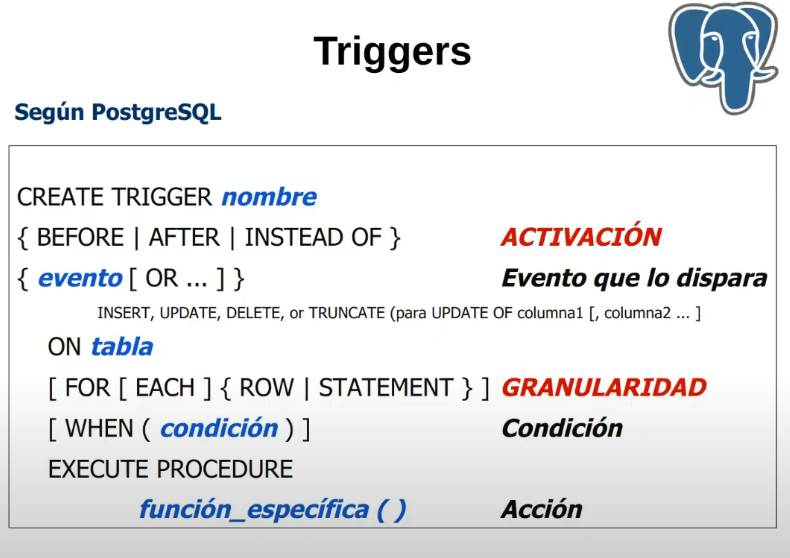 Triggers
Según PostgreSQL
CREATE TRIGGER nombre
{ BEFORE | AFTER | INSTEAD OF } ACTIVACIÓN
{ evento [ OR ... ] } Evento que lo dispara
INSERT, UPDATE, DELETE, or TRUNCATE (para UPDATE OF columna1 [, columna2 ... ]
ON tabla
[ FOR [ EACH ] { ROW | STATEMENT } ] GRANULARIDAD
[ WHEN ( condición ) ] Condición
EXECUTE PROCEDURE
función_específica ( ) Acción